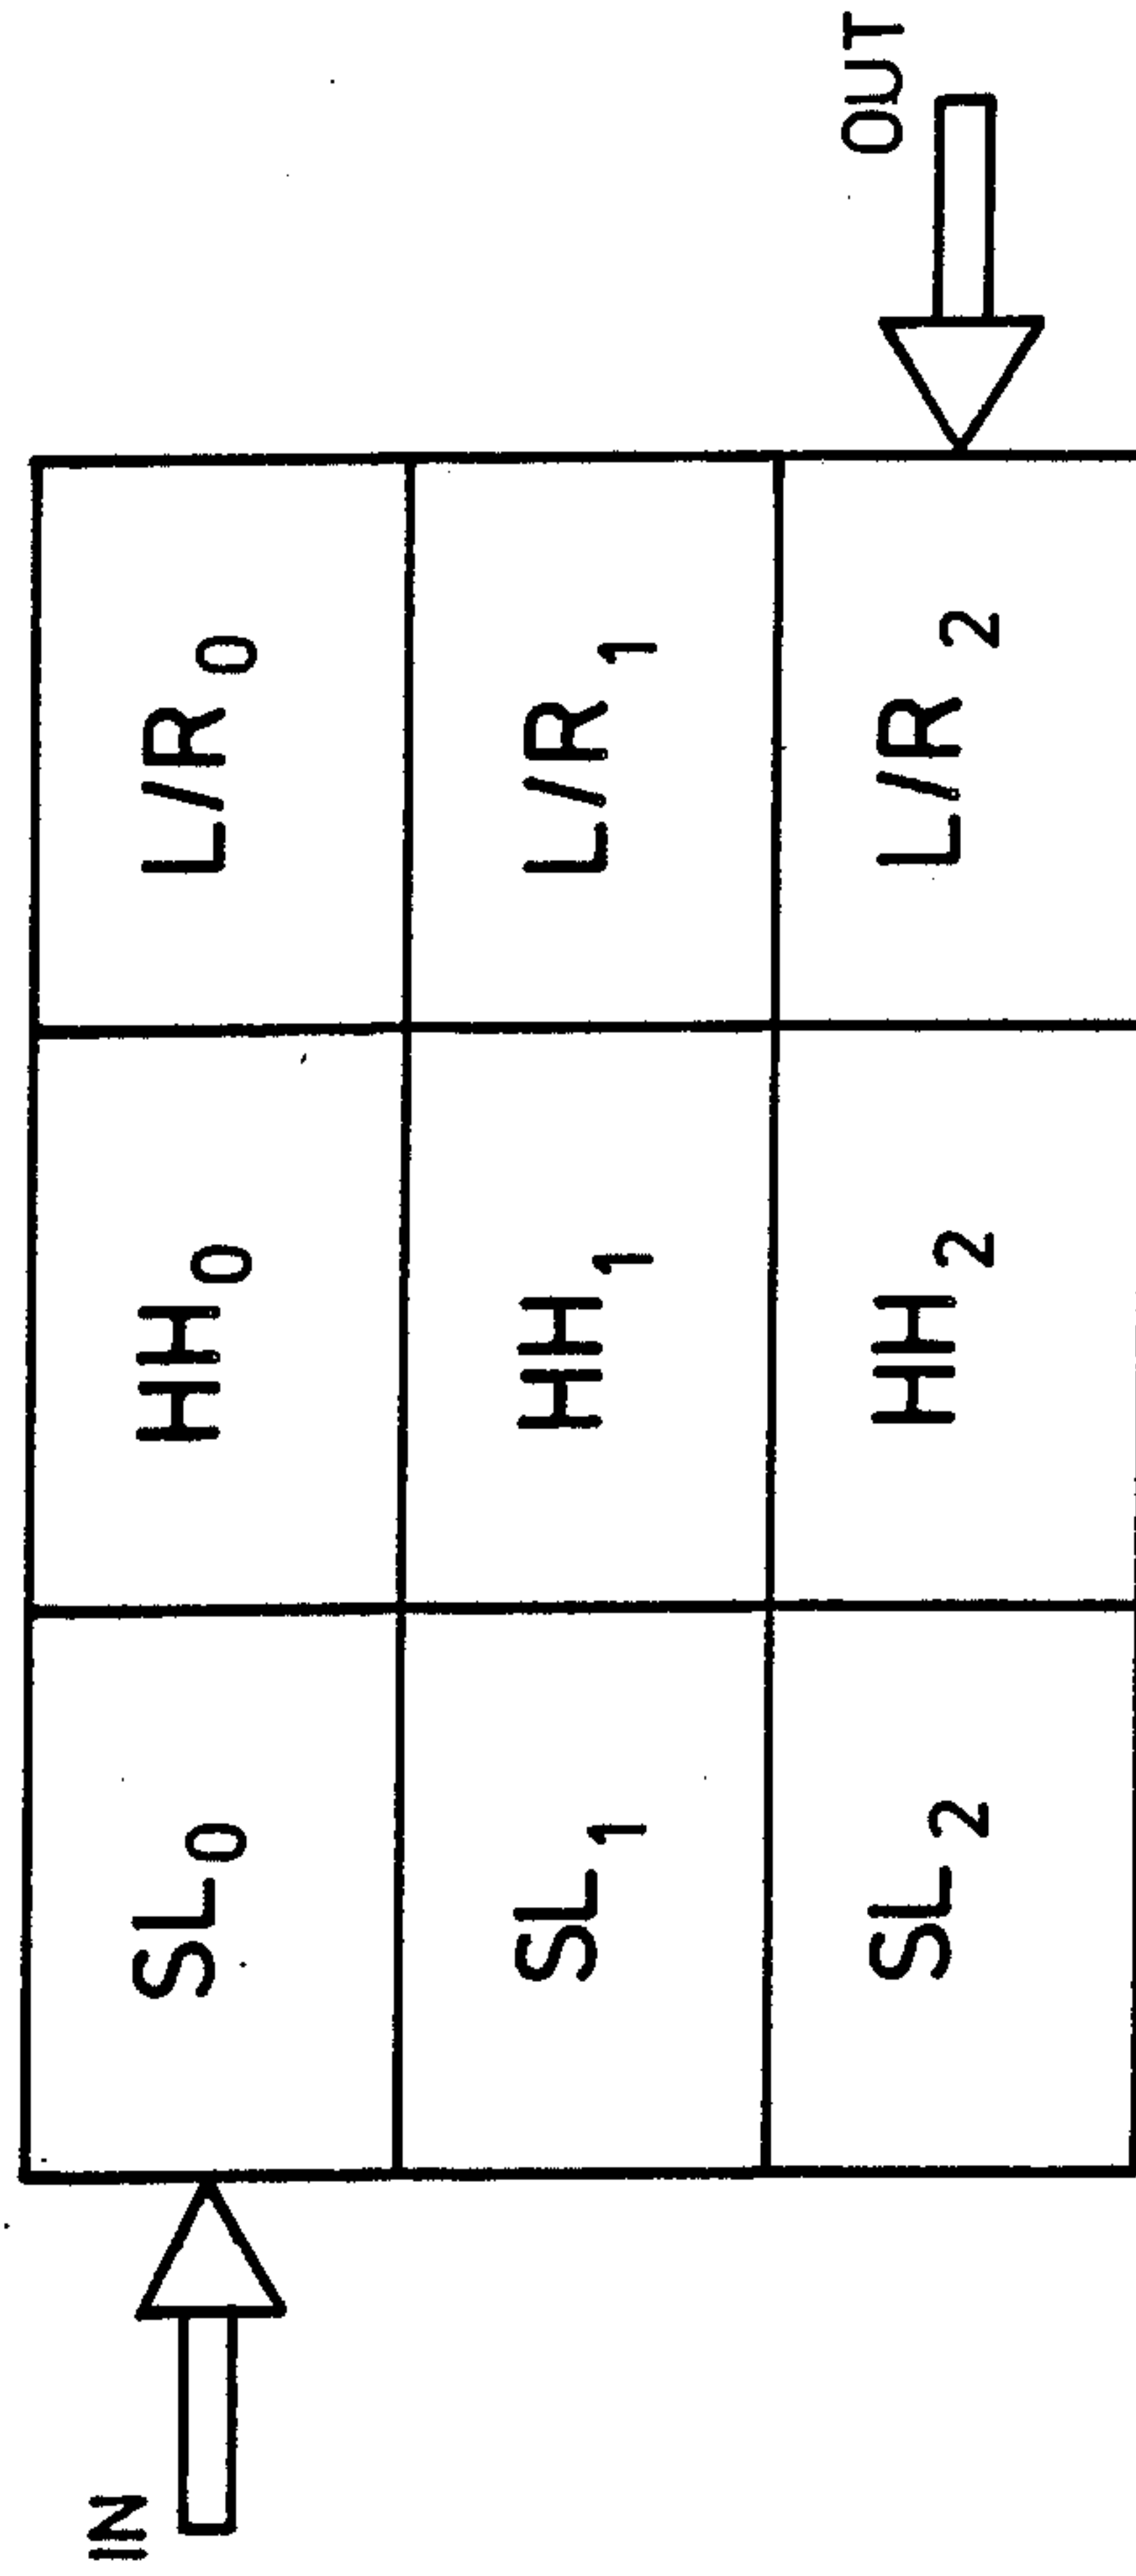 IN
SL₀ HH₀ L/R₀
SL₁ HH₁ L/R₁
SL₂ HH₂ L/R₂
OUT